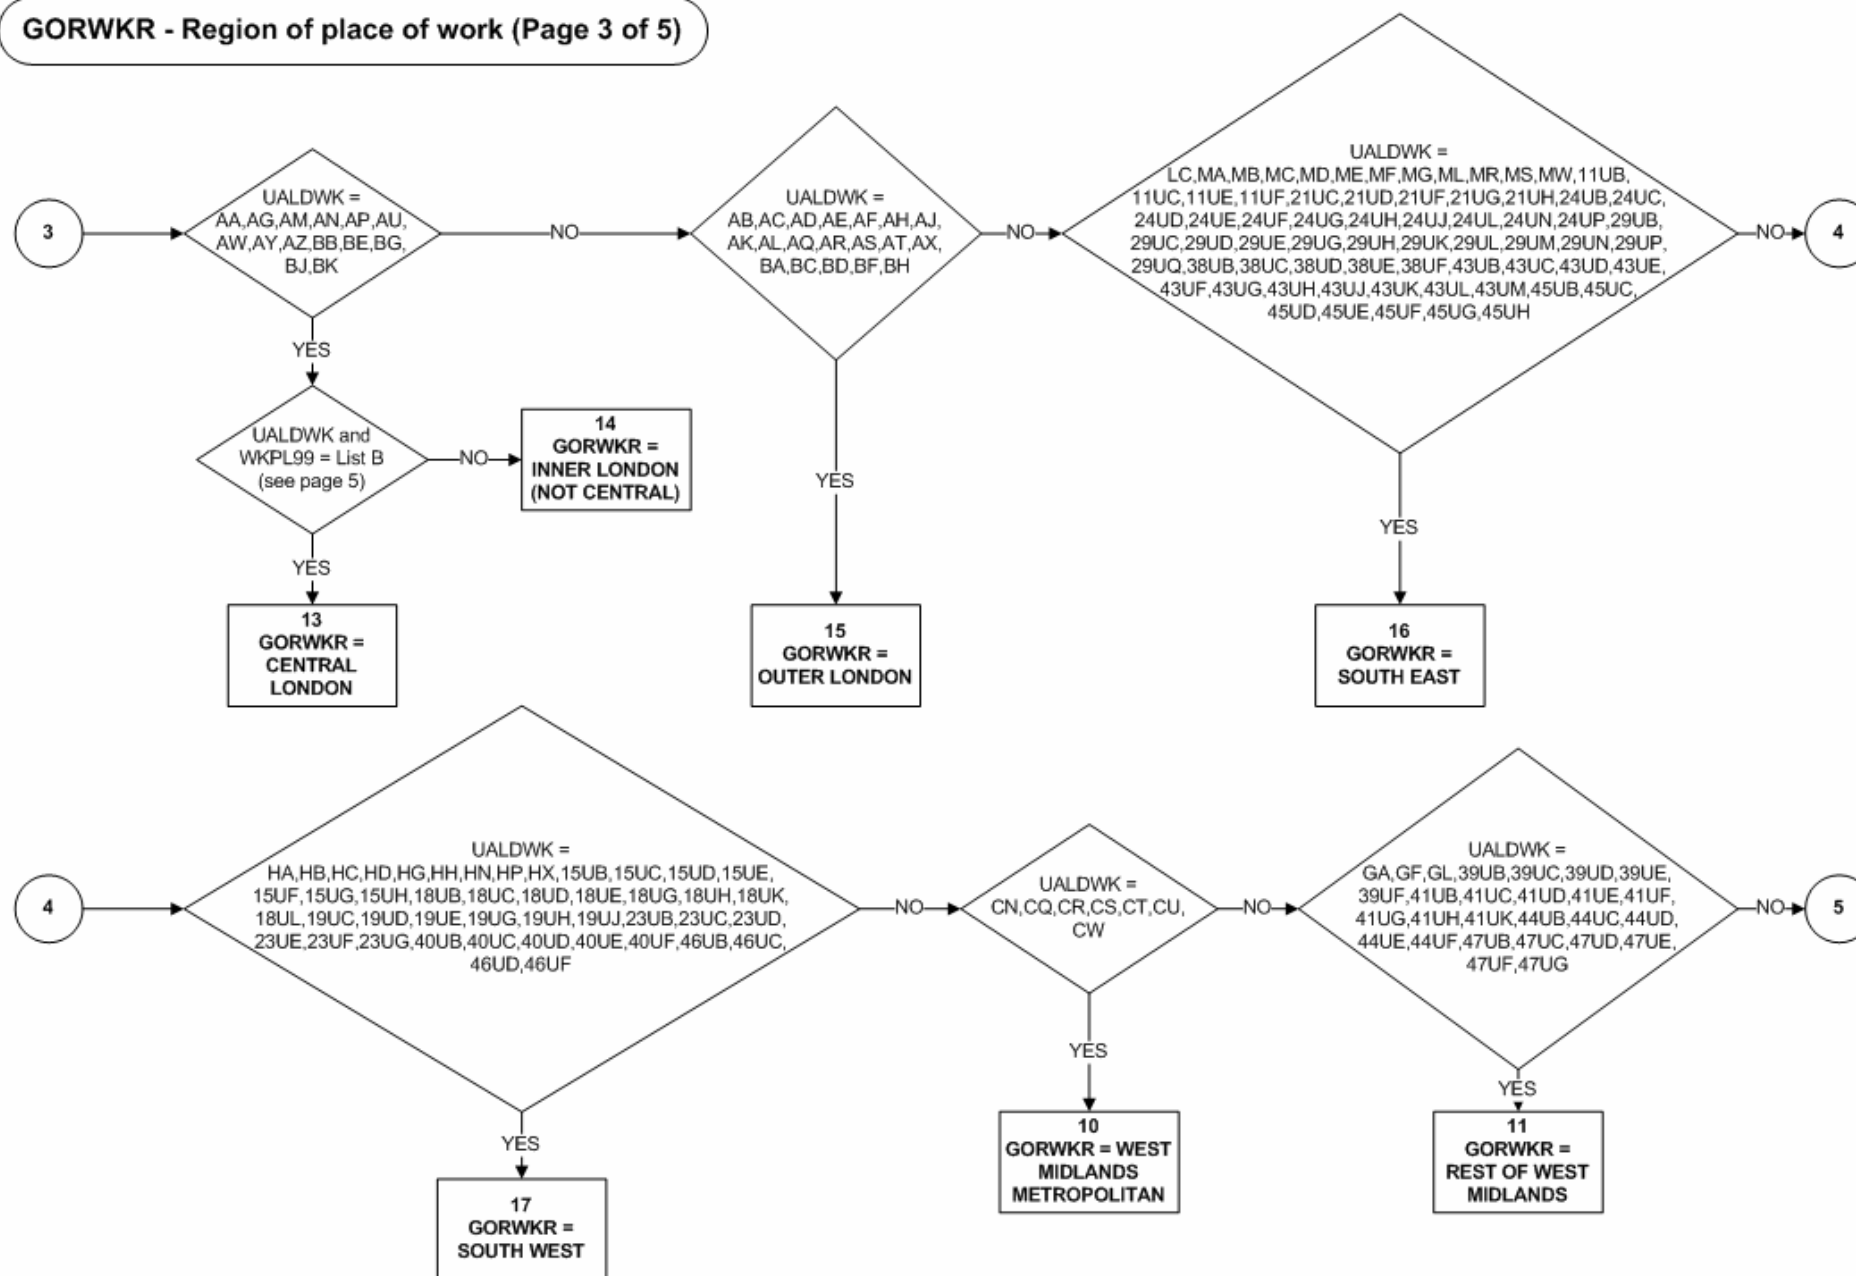 GORWKR - Region of place of work (Page 3 of 5)
3
UALDWK =
AA,AG,AM,AN,AP,AU,
AW,AY,AZ,BB,BE,BG,
BJ,BK
NO
UALDWK =
AB,AC,AD,AE,AF,AH,AJ,
AK,AL,AQ,AR,AS,AT,AX,
BA,BC,BD,BF,BH
NO
UALDWK =
LC,MA,MB,MC,MD,ME,MF,MG,ML,MR,MS,MW,11UB,
11UC,11UE,11UF,21UC,21UD,21UF,21UG,21UH,24UB,24UC,
24UD,24UE,24UF,24UG,24UH,24UJ,24UL,24UN,24UP,29UB,
29UC,29UD,29UE,29UG,29UH,29UK,29UL,29UM,29UN,29UP,
29UQ,38UB,38UC,38UD,38UE,38UF,43UB,43UC,43UD,43UE,
43UF,43UG,43UH,43UJ,43UK,43UL,43UM,45UB,45UC,
45UD,45UE,45UF,45UG,45UH
NO
4
YES
UALDWK and
WKPL99 = List B
(see page 5)
NO
14
GORWKR =
INNER LONDON
(NOT CENTRAL)
YES
YES
YES
13
GORWKR =
CENTRAL
LONDON
15
GORWKR =
OUTER LONDON
16
GORWKR =
SOUTH EAST
4
UALDWK =
HA,HB,HC,HD,HG,HH,HN,HP,HX,15UB,15UC,15UD,15UE,
15UF,15UG,15UH,18UB,18UC,18UD,18UE,18UG,18UH,18UK,
18UL,19UC,19UD,19UE,19UG,19UH,19UJ,23UB,23UC,23UD,
23UE,23UF,23UG,40UB,40UC,40UD,40UE,40UF,46UB,46UC,
46UD,46UF
NO
UALDWK =
CN,CQ,CR,CS,CT,CU,
CW
NO
UALDWK =
GA,GF,GL,39UB,39UC,39UD,39UE,
39UF,41UB,41UC,41UD,41UE,41UF,
41UG,41UH,41UK,44UB,44UC,44UD,
44UE,44UF,47UB,47UC,47UD,47UE,
47UF,47UG
NO
5
YES
YES
YES
17
GORWKR =
SOUTH WEST
10
GORWKR = WEST
MIDLANDS
METROPOLITAN
11
GORWKR =
REST OF WEST
MIDLANDS